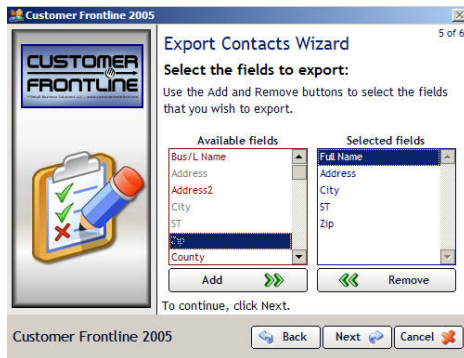 Customer Frontline 2005
5 of 6
CUSTOMER
FRONTLINE
Export Contacts Wizard
Select the fields to export:
Use the Add and Remove buttons to select the fields
that you wish to export.
Available fields
Bus/L Name
Address
Address2
City
ST
Zip
County
Add
Selected fields
Full Name
Address
City
ST
Zip
Remove
To continue, click Next.
Customer Frontline 2005
Back
Next
Cancel